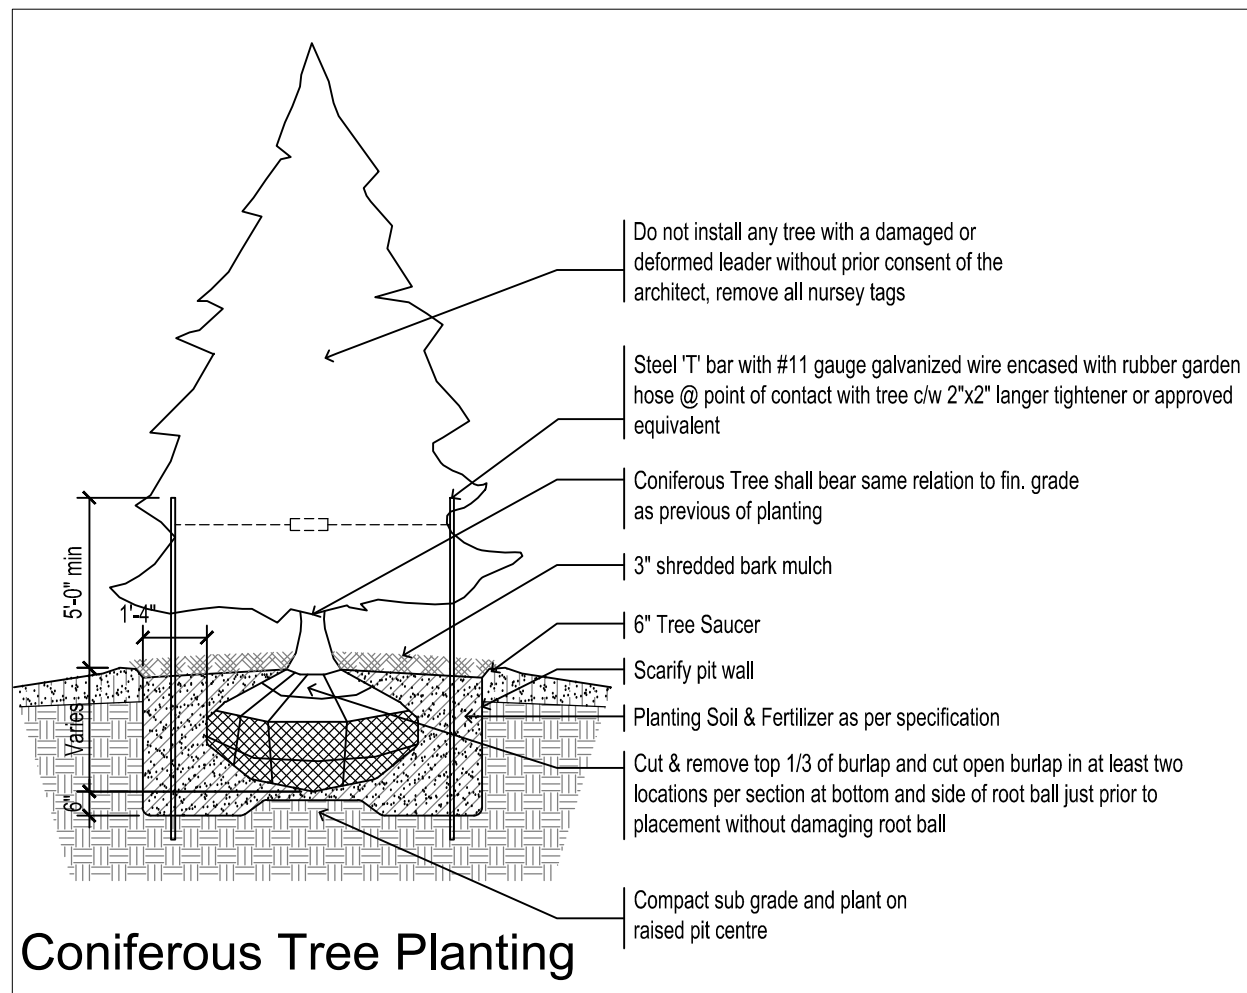 Do not install any tree with a damaged or
deformed leader without prior consent of the
architect, remove all nursey tags
Steel 'T' bar with #11 gauge galvanized wire encased with rubber garden
hose @ point of contact with tree c/w 2"x2" langer tightener or approved
equivalent
Coniferous Tree shall bear same relation to fin. grade
as previous of planting
3" shredded bark mulch
6" Tree Saucer
Scarify pit wall
Planting Soil & Fertilizer as per specification
Cut & remove top 1/3 of burlap and cut open burlap in at least two
locations per section at bottom and side of root ball just prior to
placement without damaging root ball
Compact sub grade and plant on
raised pit centre
5'-0" min
1'-4"
Varies
6"
Coniferous Tree Planting